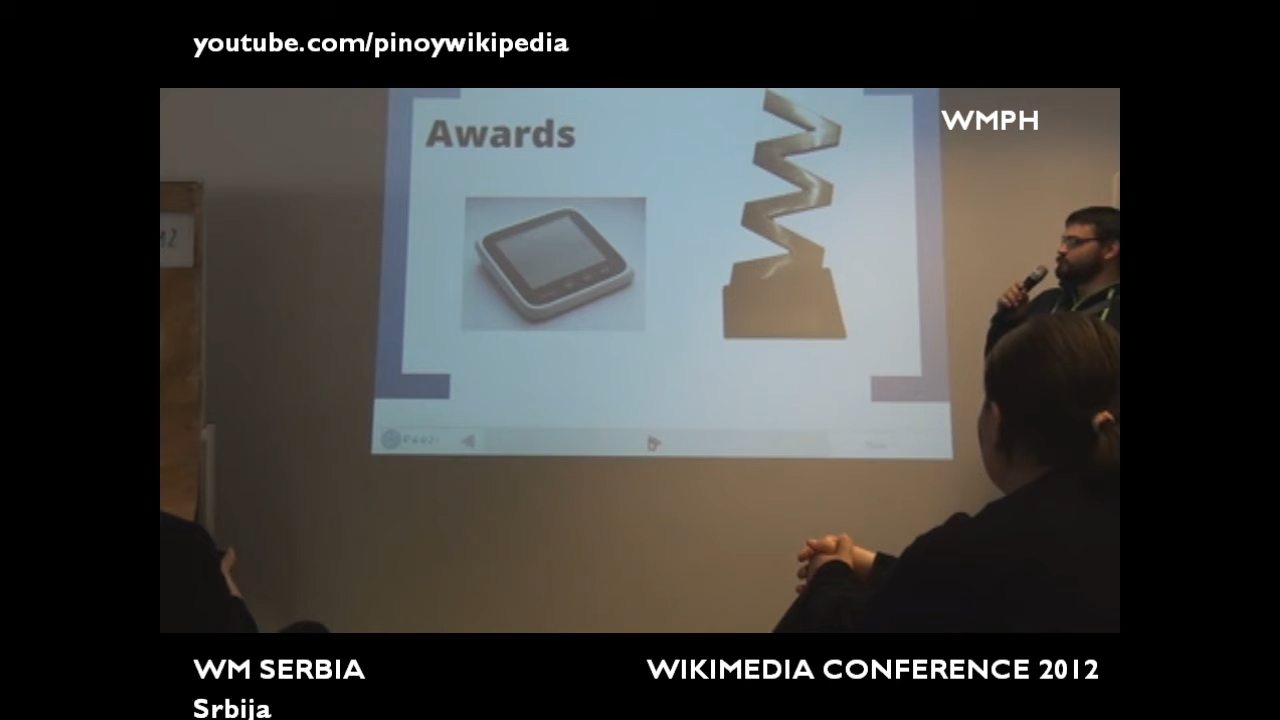 youtube.com/pinoywikipedia
WMPH
Awards
WM SERBIA
WIKIMEDIA CONFERENCE 2012
Srbija